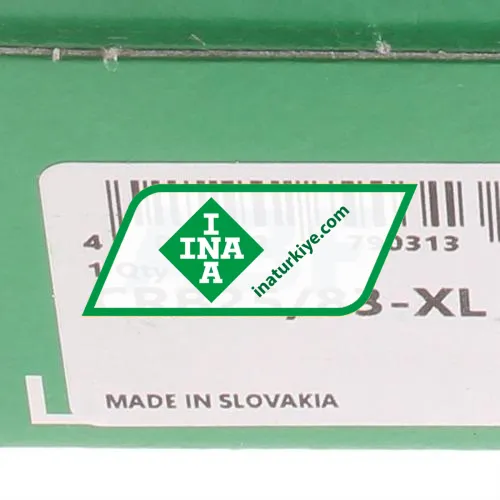 4 790313
1 Qty
I
INA
A
inaturkiye.com
-XL
MADE IN SLOVAKIA